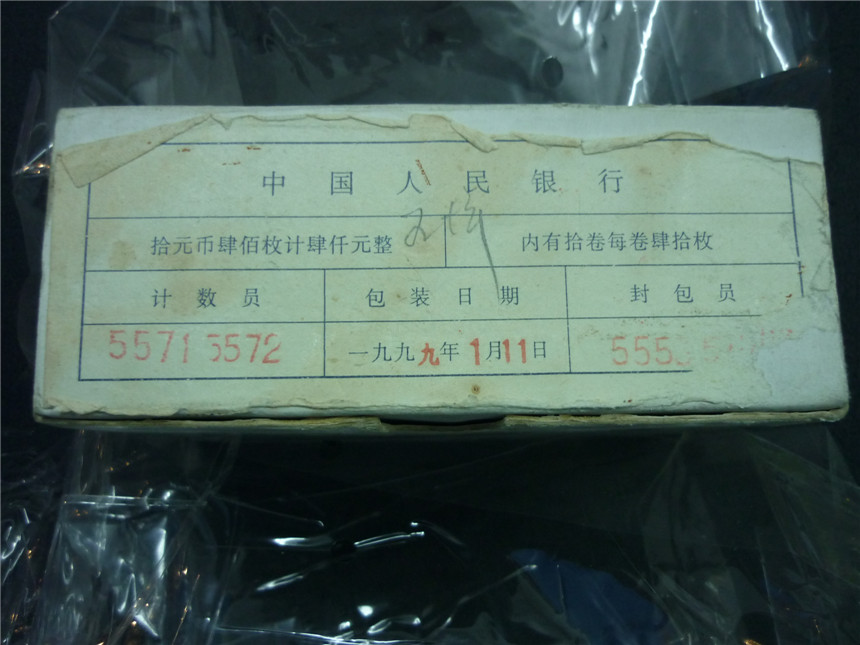 中国人民银行
拾元币肆佰枚计肆仟元整 内有拾卷每卷肆拾枚
计数员 包装日期 封包员
5571 5572 一九九九年1月11日 555